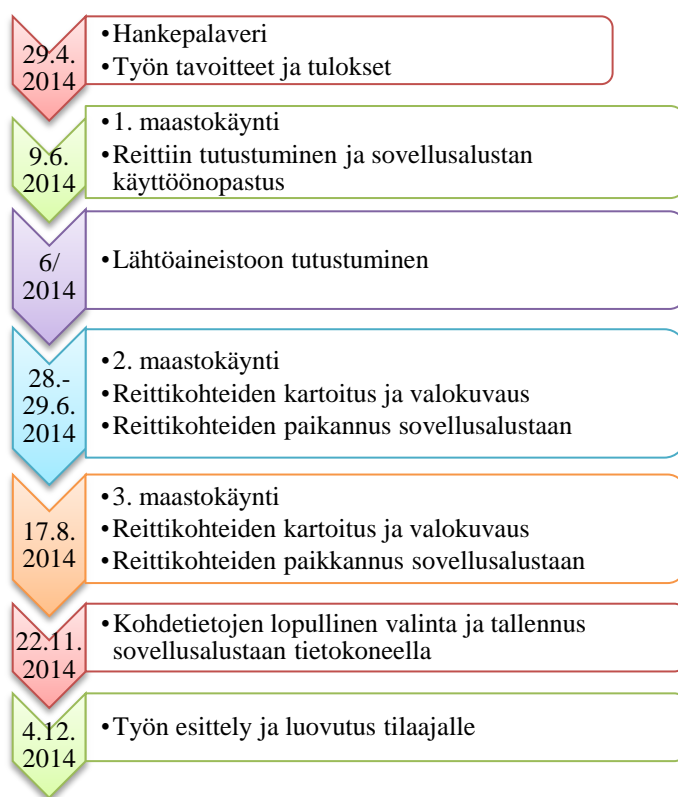 29.4.
2014
•Hankepalaveri
•Työn tavoitteet ja tulokset
9.6.
2014
•1. maastokäynti
•Reittiin tutustuminen ja sovellusalustan
käyttöönopastus
6/
2014
•Lähtöaineistoon tutustuminen
28.-
29.6.
2014
•2. maastokäynti
•Reittikohteiden kartoitus ja valokuvaus
•Reittikohteiden paikannus sovellusalustaan
17.8.
2014
•3. maastokäynti
•Reittikohteiden kartoitus ja valokuvaus
•Reittikohteiden paikkannus sovellusalustaan
22.11.
2014
•Kohdetietojen lopullinen valinta ja tallennus
sovellusalustaan tietokoneella
4.12.
2014
•Työn esittely ja luovutus tilaajalle